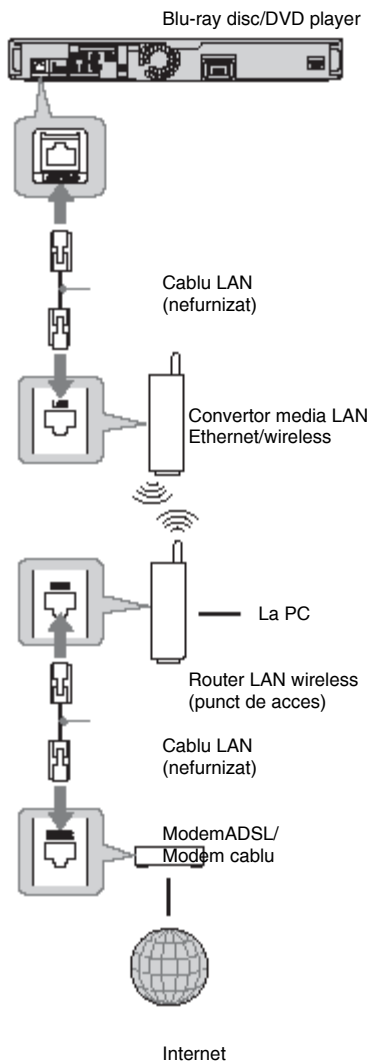 Blu-ray disc/DVD player
Cablu LAN
(nefurnizat)
Convertor media LAN
Ethernet/wireless
La PC
Router LAN wireless
(punct de acces)
Cablu LAN
(nefurnizat)
ModemADSL/
Modem cablu
Internet